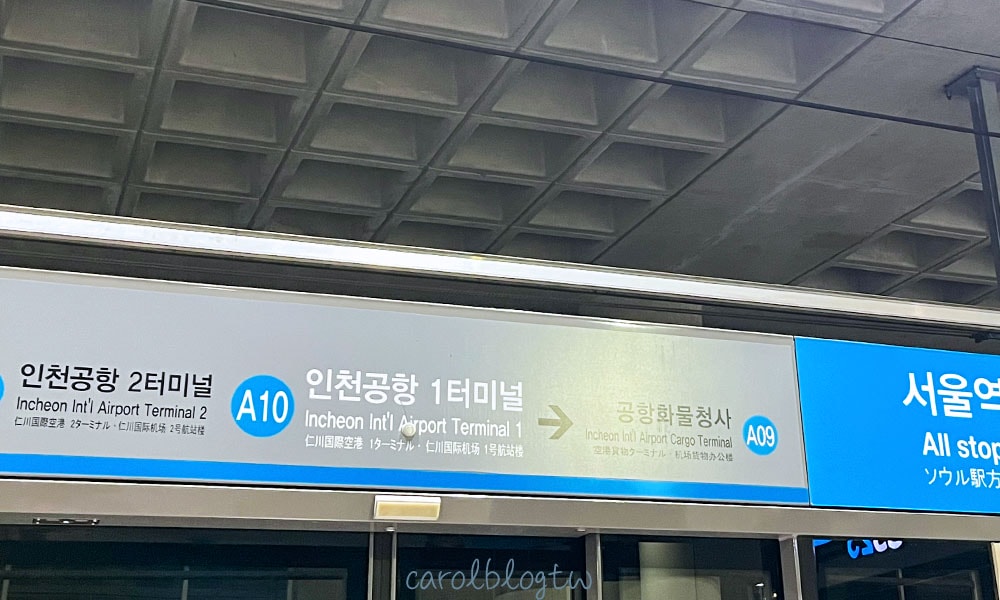 인천공항 2터미널
Incheon Int'l Airport Terminal 2
仁川国際空港 2ターミナル · 仁川国际机场 2号航站楼
A10
인천공항 1터미널
Incheon Int'l Airport Terminal 1
仁川国際空港 1ターミナル · 仁川国际机场 1号航站楼
공항화물청사
Incheon Int'l Airport Cargo Terminal
空港貨物ターミナル · 机场货物办公楼
A09
서울역
All stop
ソウル駅方
carolblogtw